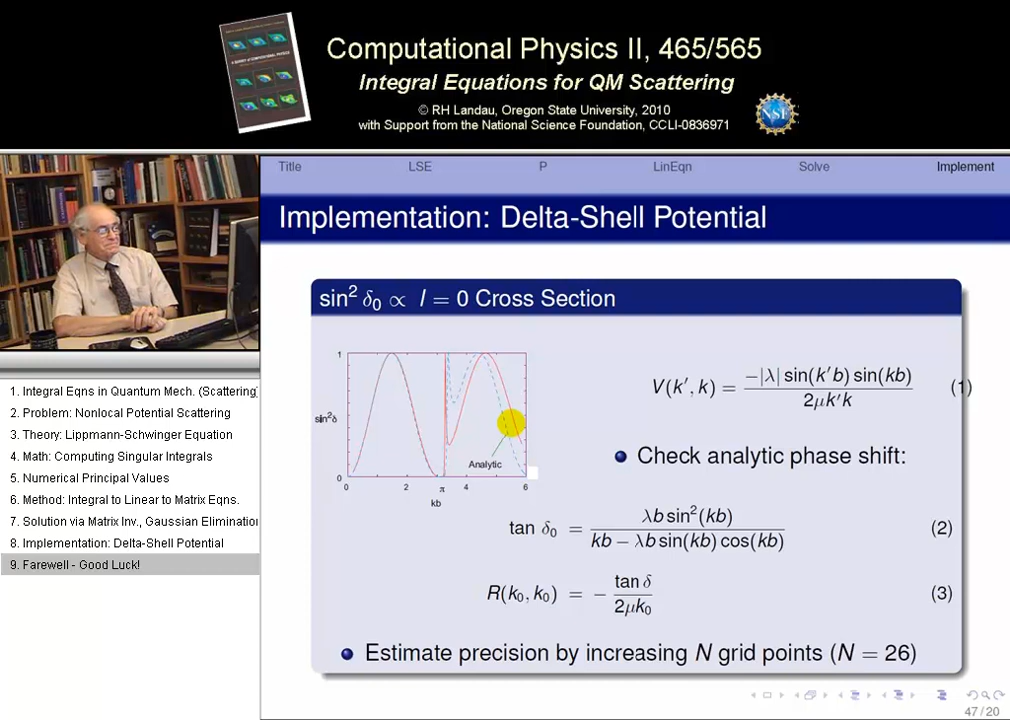 Computational Physics II, 465/565
Integral Equations for QM Scattering
© RH Landau, Oregon State University, 2010
with Support from the National Science Foundation, CCLI-0836971
NSF
Title LSE P LinEqn Solve Implement
Implementation: Delta-Shell Potential
sin² δ₀ ∝ l = 0 Cross Section
1
sin²δ
0
Analytic
0 2 π 4 6
kb
V(k′, k) = −|λ| sin(k′b) sin(kb) / 2μk′k (1)
Check analytic phase shift:
tan δ₀ = λb sin²(kb) / kb − λb sin(kb) cos(kb) (2)
R(k₀, k₀) = − tan δ / 2μk₀ (3)
Estimate precision by increasing N grid points (N = 26)
47 / 20
1. Integral Eqns in Quantum Mech. (Scattering)
2. Problem: Nonlocal Potential Scattering
3. Theory: Lippmann-Schwinger Equation
4. Math: Computing Singular Integrals
5. Numerical Principal Values
6. Method: Integral to Linear to Matrix Eqns.
7. Solution via Matrix Inv., Gaussian Elimination
8. Implementation: Delta-Shell Potential
9. Farewell - Good Luck!